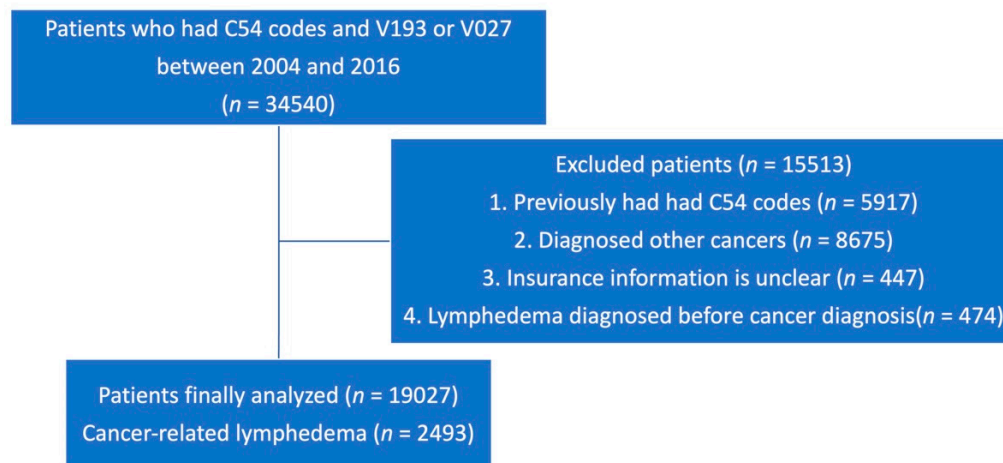 Patients who had C54 codes and V193 or V027
between 2004 and 2016
(n = 34540)
Excluded patients (n = 15513)
1. Previously had had C54 codes (n = 5917)
2. Diagnosed other cancers (n = 8675)
3. Insurance information is unclear (n = 447)
4. Lymphedema diagnosed before cancer diagnosis(n = 474)
Patients finally analyzed (n = 19027)
Cancer-related lymphedema (n = 2493)